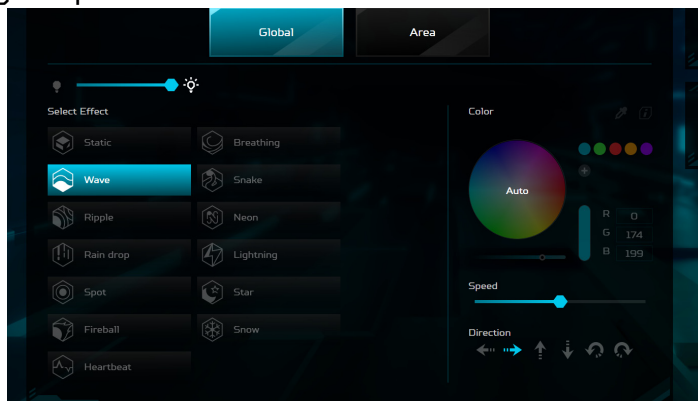 Global
Area
Select Effect
Static
Breathing
Wave
Snake
Ripple
Neon
Rain drop
Lightning
Spot
Star
Fireball
Snow
Heartbeat
Color
Auto
R 0
G 174
B 199
Speed
Direction